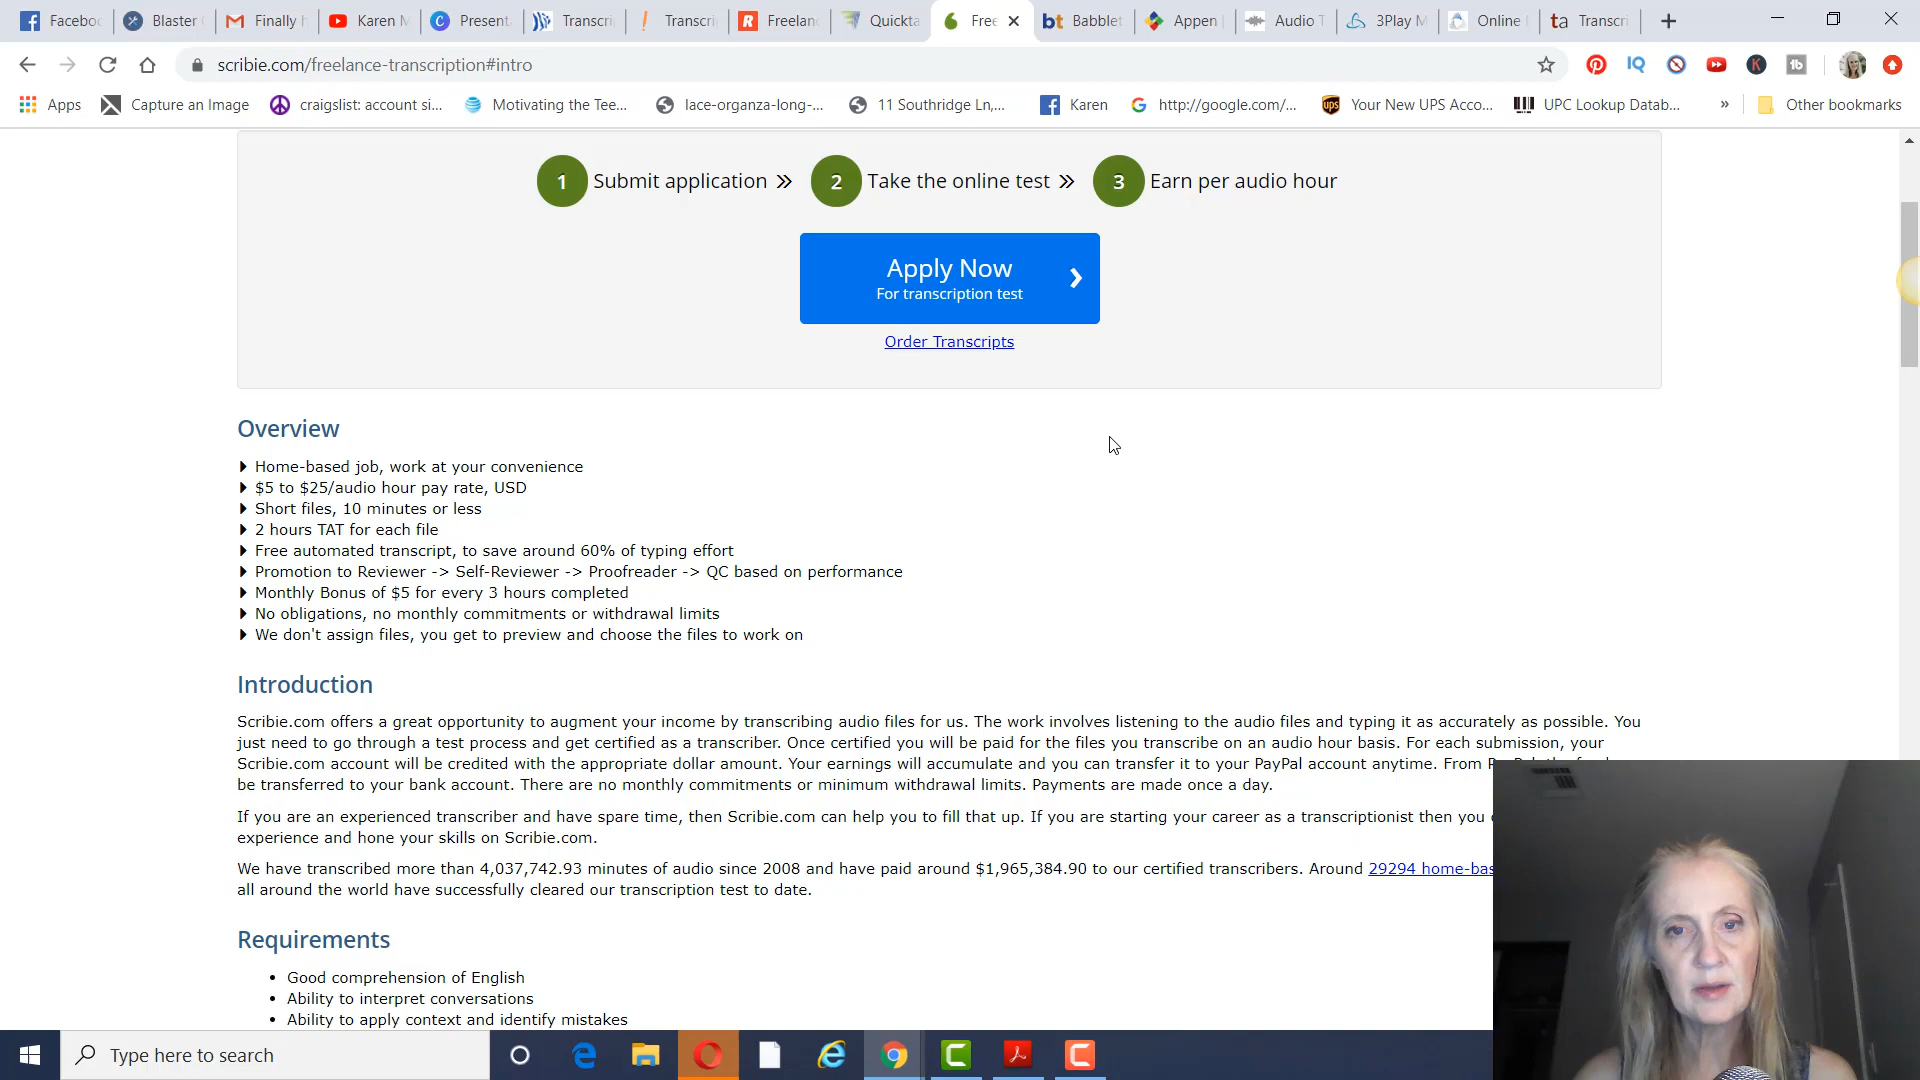 Facebo
Blaster
Finally h
Karen M
Present
Transcri
Transcri
Freelan
Quickta
Free
Babblet
Appen
Audio T
3Play M
Online
Transcri
scribie.com/freelance-transcription#intro
Apps
Capture an Image
craigslist: account si...
Motivating the Tee...
lace-organza-long-...
11 Southridge Ln,...
Karen
http://google.com/...
Your New UPS Acco...
UPC Lookup Datab...
Other bookmarks
1 Submit application » 2 Take the online test » 3 Earn per audio hour
Apply Now
For transcription test
Order Transcripts
Overview
Home-based job, work at your convenience
$5 to $25/audio hour pay rate, USD
Short files, 10 minutes or less
2 hours TAT for each file
Free automated transcript, to save around 60% of typing effort
Promotion to Reviewer -> Self-Reviewer -> Proofreader -> QC based on performance
Monthly Bonus of $5 for every 3 hours completed
No obligations, no monthly commitments or withdrawal limits
We don't assign files, you get to preview and choose the files to work on
Introduction
Scribie.com offers a great opportunity to augment your income by transcribing audio files for us. The work involves listening to the audio files and typing it as accurately as possible. You
just need to go through a test process and get certified as a transcriber. Once certified you will be paid for the files you transcribe on an audio hour basis. For each submission, your
Scribie.com account will be credited with the appropriate dollar amount. Your earnings will accumulate and you can transfer it to your PayPal account anytime. From
be transferred to your bank account. There are no monthly commitments or minimum withdrawal limits. Payments are made once a day.
If you are an experienced transcriber and have spare time, then Scribie.com can help you to fill that up. If you are starting your career as a transcriptionist then you
experience and hone your skills on Scribie.com.
We have transcribed more than 4,037,742.93 minutes of audio since 2008 and have paid around $1,965,384.90 to our certified transcribers. Around 29294 home-bas
all around the world have successfully cleared our transcription test to date.
Requirements
• Good comprehension of English
• Ability to interpret conversations
• Ability to apply context and identify mistakes
Type here to search